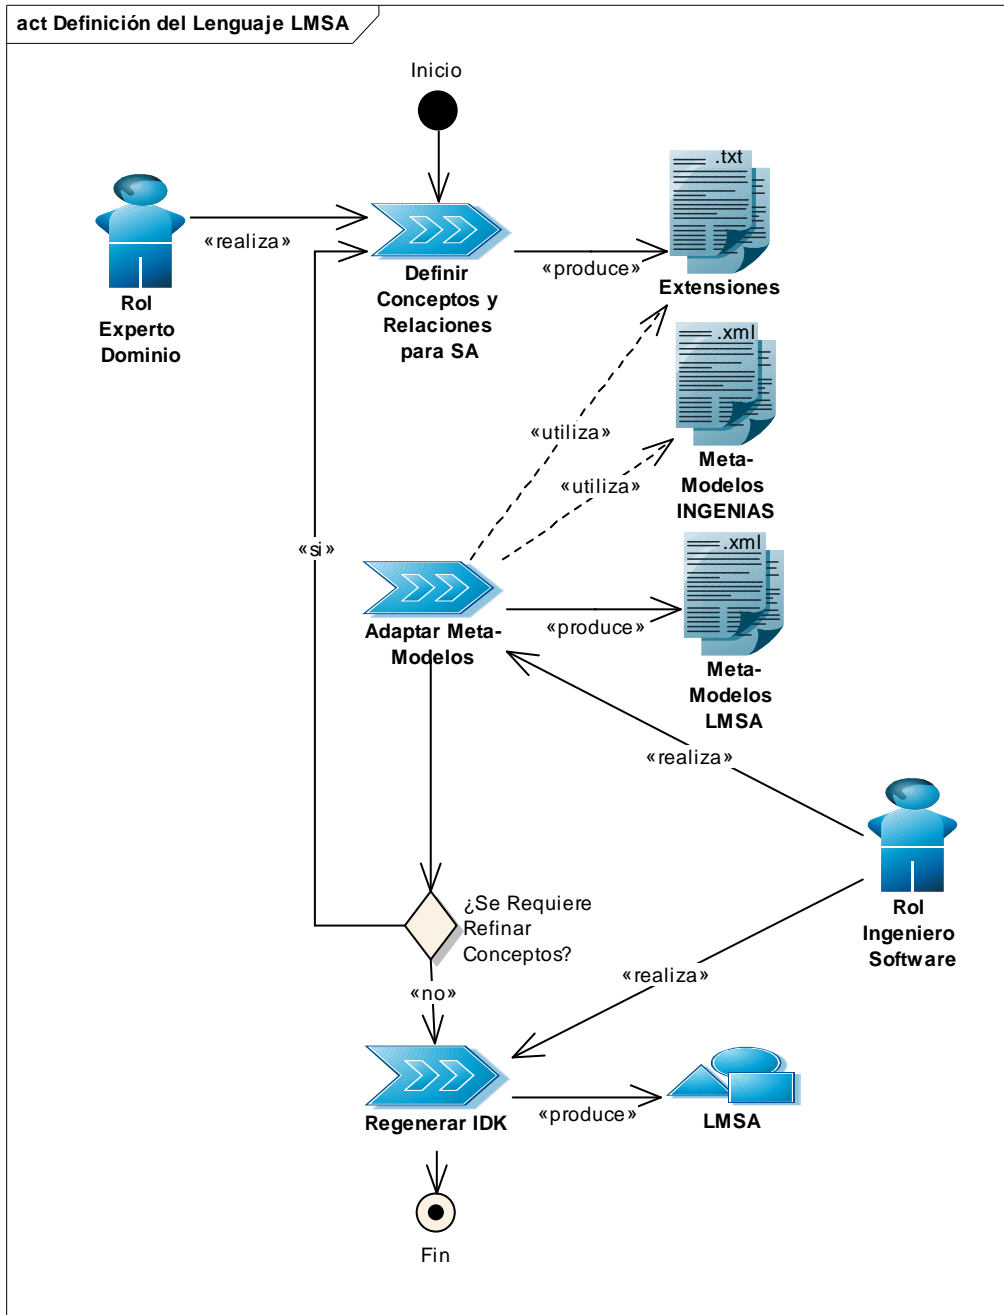 act Definición del Lenguaje LMSA
Inicio
.txt
«realiza»
«produce»
Extensiones
Rol
Experto
Dominio
Definir
Conceptos y
Relaciones
para SA
.xml
«utiliza»
«utiliza»
Meta-
Modelos
INGENIAS
«si»
.xml
Adaptar Meta-
Modelos
«produce»
Meta-
Modelos
LMSA
«realiza»
¿Se Requiere
Refinar
Conceptos?
Rol
Ingeniero
Software
«realiza»
«no»
Regenerar IDK
«produce»
LMSA
Fin